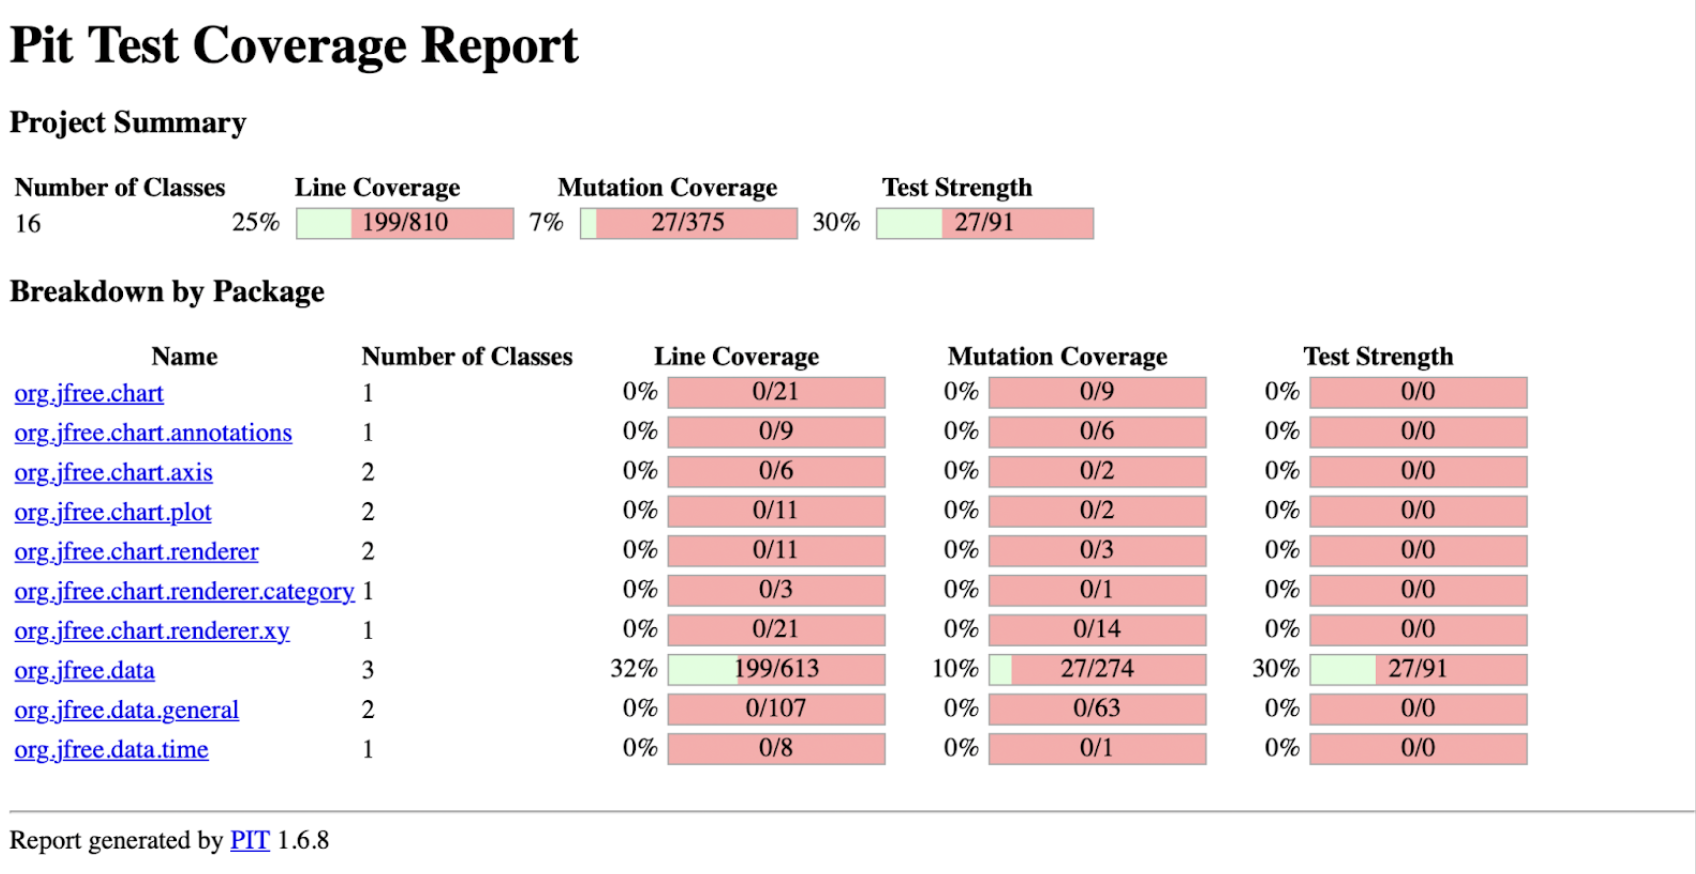 Pit Test Coverage Report
Project Summary
Number of Classes Line Coverage Mutation Coverage Test Strength
16 25% 199/810 7% 27/375 30% 27/91
Breakdown by Package
Name Number of Classes Line Coverage Mutation Coverage Test Strength
org.jfree.chart 1 0% 0/21 0% 0/9 0% 0/0
org.jfree.chart.annotations 1 0% 0/9 0% 0/6 0% 0/0
org.jfree.chart.axis 2 0% 0/6 0% 0/2 0% 0/0
org.jfree.chart.plot 2 0% 0/11 0% 0/2 0% 0/0
org.jfree.chart.renderer 2 0% 0/11 0% 0/3 0% 0/0
org.jfree.chart.renderer.category 1 0% 0/3 0% 0/1 0% 0/0
org.jfree.chart.renderer.xy 1 0% 0/21 0% 0/14 0% 0/0
org.jfree.data 3 32% 199/613 10% 27/274 30% 27/91
org.jfree.data.general 2 0% 0/107 0% 0/63 0% 0/0
org.jfree.data.time 1 0% 0/8 0% 0/1 0% 0/0
Report generated by PIT 1.6.8